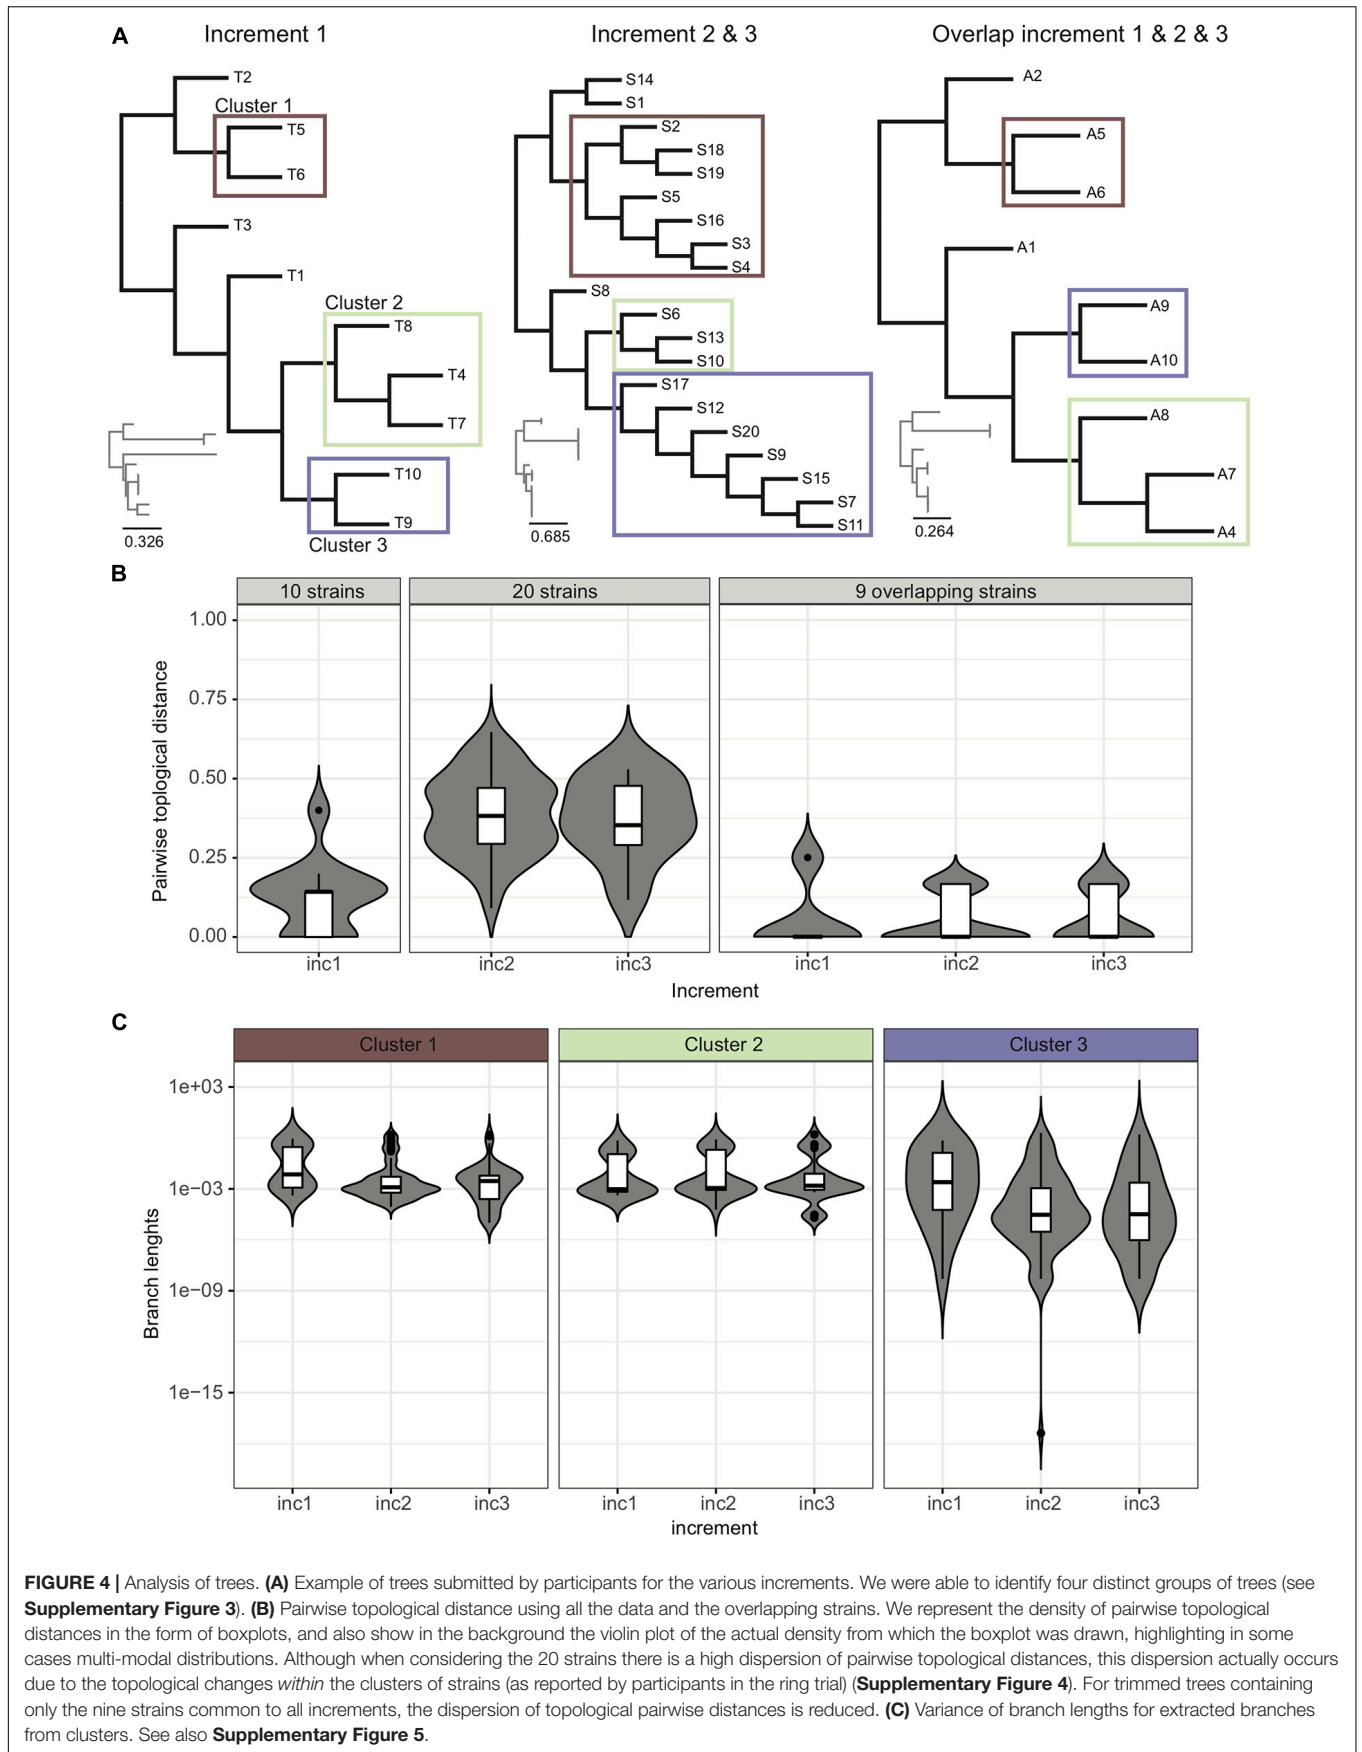 A
Increment 1
Increment 2 & 3
Overlap increment 1 & 2 & 3
T2
Cluster 1
T5
T6
T3
T1
Cluster 2
T8
T4
T7
T10
T9
Cluster 3
0.326
S14
S1
S2
S18
S19
S5
S16
S3
S4
S8
S6
S13
S10
S17
S12
S20
S9
S15
S7
S11
0.685
A2
A5
A6
A1
A9
A10
A8
A7
A4
0.264
B
10 strains
20 strains
9 overlapping strains
Pairwise toplogical distance
1.00
0.75
0.50
0.25
0.00
inc1
inc2
inc3
inc1
inc2
inc3
Increment
C
Cluster 1
Cluster 2
Cluster 3
Branch lenghts
1e+03
1e−03
1e−09
1e−15
inc1
inc2
inc3
inc1
inc2
inc3
inc1
inc2
inc3
increment
FIGURE 4 | Analysis of trees. (A) Example of trees submitted by participants for the various increments. We were able to identify four distinct groups of trees (see
Supplementary Figure 3). (B) Pairwise topological distance using all the data and the overlapping strains. We represent the density of pairwise topological
distances in the form of boxplots, and also show in the background the violin plot of the actual density from which the boxplot was drawn, highlighting in some
cases multi-modal distributions. Although when considering the 20 strains there is a high dispersion of pairwise topological distances, this dispersion actually occurs
due to the topological changes within the clusters of strains (as reported by participants in the ring trial) (Supplementary Figure 4). For trimmed trees containing
only the nine strains common to all increments, the dispersion of topological pairwise distances is reduced. (C) Variance of branch lengths for extracted branches
from clusters. See also Supplementary Figure 5.